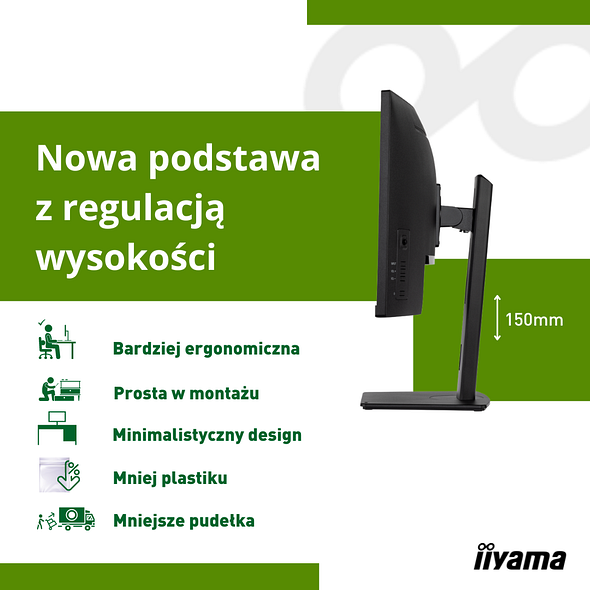 Nowa podstawa
z regulacją
wysokości
150mm
Bardziej ergonomiczna
Prosta w montażu
Minimalistyczny design
%
Mniej plastiku
Mniejsze pudełka
iiyama